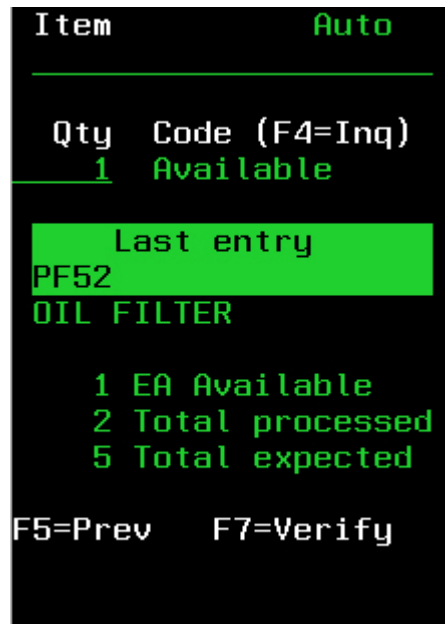 Item Auto
Qty Code (F4=Inq)
1 Available
Last entry
PF52
OIL FILTER
1 EA Available
2 Total processed
5 Total expected
F5=Prev F7=Verify